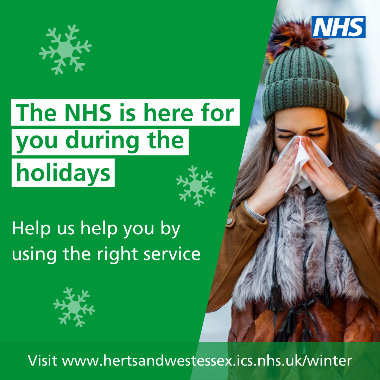 NHS
The NHS is here for
you during the
holidays
Help us help you by
using the right service
Visit www.hertsandwestessex.ics.nhs.uk/winter